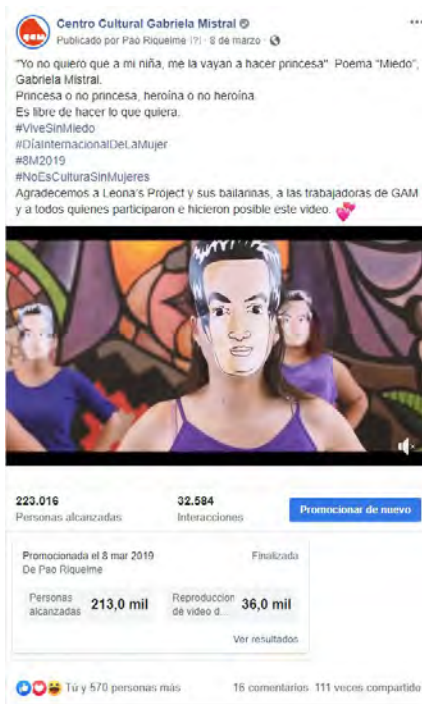 Centro Cultural Gabriela Mistral
Publicado por Pao Riquelme [?] · 8 de marzo ·
"Yo no quiero que a mi niña, me la vayan a hacer princesa". Poema "Miedo",
Gabriela Mistral.
Princesa o no princesa, heroína o no heroína.
Es libre de hacer lo que quiera.
#ViveSinMiedo
#DíaInternacionalDeLaMujer
#8M2019
#NoEsCulturaSinMujeres
Agradecemos a Leona's Project y sus bailarinas, a las trabajadoras de GAM
y a todos quienes participaron e hicieron posible este video.
223.016
Personas alcanzadas
32.584
Interacciones
Promocionar de nuevo
Promocionada el 8 mar 2019
De Pao Riquelme
Finalizada
Personas
alcanzadas
213,0 mil
Reproduccion
de video d...
36,0 mil
Ver resultados
Tú y 570 personas más
16 comentarios 111 veces compartido